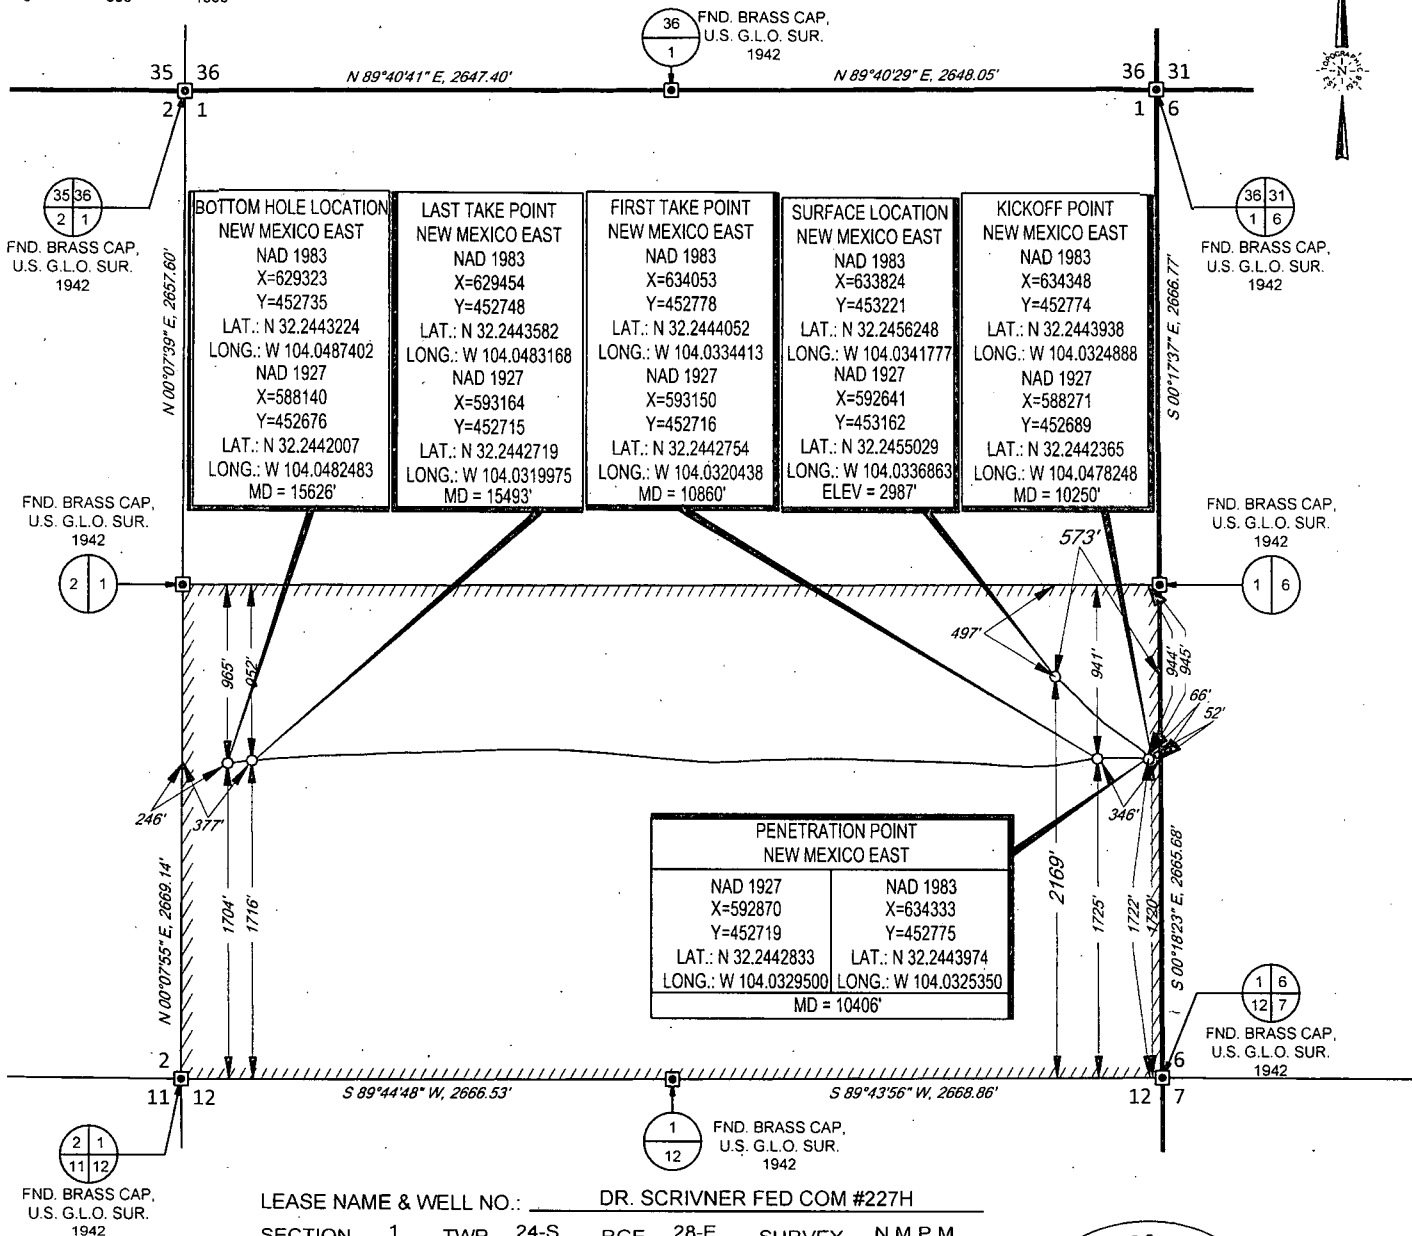 36
1
FND. BRASS CAP,
U.S. G.L.O. SUR.
1942
35 36
2 1
N 89°40'41" E, 2647.40'
N 89°40'29" E, 2648.05'
36 31
1 6
N
35 36
2 1
FND. BRASS CAP,
U.S. G.L.O. SUR.
1942
36 31
1 6
FND. BRASS CAP,
U.S. G.L.O. SUR.
1942
N 00°07'39" E, 2657.60'
S 00°17'37" E, 2666.77'
BOTTOM HOLE LOCATION
NEW MEXICO EAST
NAD 1983
X=629323
Y=452735
LAT.: N 32.2443224
LONG.: W 104.0487402
NAD 1927
X=588140
Y=452676
LAT.: N 32.2442007
LONG.: W 104.0482483
MD = 15626'
LAST TAKE POINT
NEW MEXICO EAST
NAD 1983
X=629454
Y=452748
LAT.: N 32.2443582
LONG.: W 104.0483168
NAD 1927
X=593164
Y=452715
LAT.: N 32.2442719
LONG.: W 104.0319975
MD = 15493'
FIRST TAKE POINT
NEW MEXICO EAST
NAD 1983
X=634053
Y=452778
LAT.: N 32.2444052
LONG.: W 104.0334413
NAD 1927
X=593150
Y=452716
LAT.: N 32.2442754
LONG.: W 104.0320438
MD = 10860'
SURFACE LOCATION
NEW MEXICO EAST
NAD 1983
X=633824
Y=453221
LAT.: N 32.2456248
LONG.: W 104.0341777
NAD 1927
X=592641
Y=453162
LAT.: N 32.2455029
LONG.: W 104.0336863
ELEV = 2987'
KICKOFF POINT
NEW MEXICO EAST
NAD 1983
X=634348
Y=452774
LAT.: N 32.2443938
LONG.: W 104.0324888
NAD 1927
X=588271
Y=452689
LAT.: N 32.2442365
LONG.: W 104.0478248
MD = 10250'
FND. BRASS CAP,
U.S. G.L.O. SUR.
1942
2 1
FND. BRASS CAP,
U.S. G.L.O. SUR.
1942
1 6
573'
497'
965'
952'
941'
944'
945'
66'
52'
246'
377'
346'
PENETRATION POINT
NEW MEXICO EAST
NAD 1927
X=592870
Y=452719
LAT.: N 32.2442833
LONG.: W 104.0329500
NAD 1983
X=634333
Y=452775
LAT.: N 32.2443974
LONG.: W 104.0325350
MD = 10406'
N 00°07'55" E, 2669.14'
1704'
1716'
2169'
1725'
1722'
1720'
S 00°18'23" E, 2665.68'
1 6
12 7
FND. BRASS CAP,
U.S. G.L.O. SUR.
1942
2
11 12
S 89°44'48" W, 2666.53'
S 89°43'56" W, 2668.86'
6
12 7
2 1
11 12
FND. BRASS CAP,
U.S. G.L.O. SUR.
1942
1
12
FND. BRASS CAP,
U.S. G.L.O. SUR.
1942
LEASE NAME & WELL NO.: DR. SCRIVNER FED COM #227H
SECTION 1 TWP 24-S RGE 28-E SURVEY N.M.P.M.